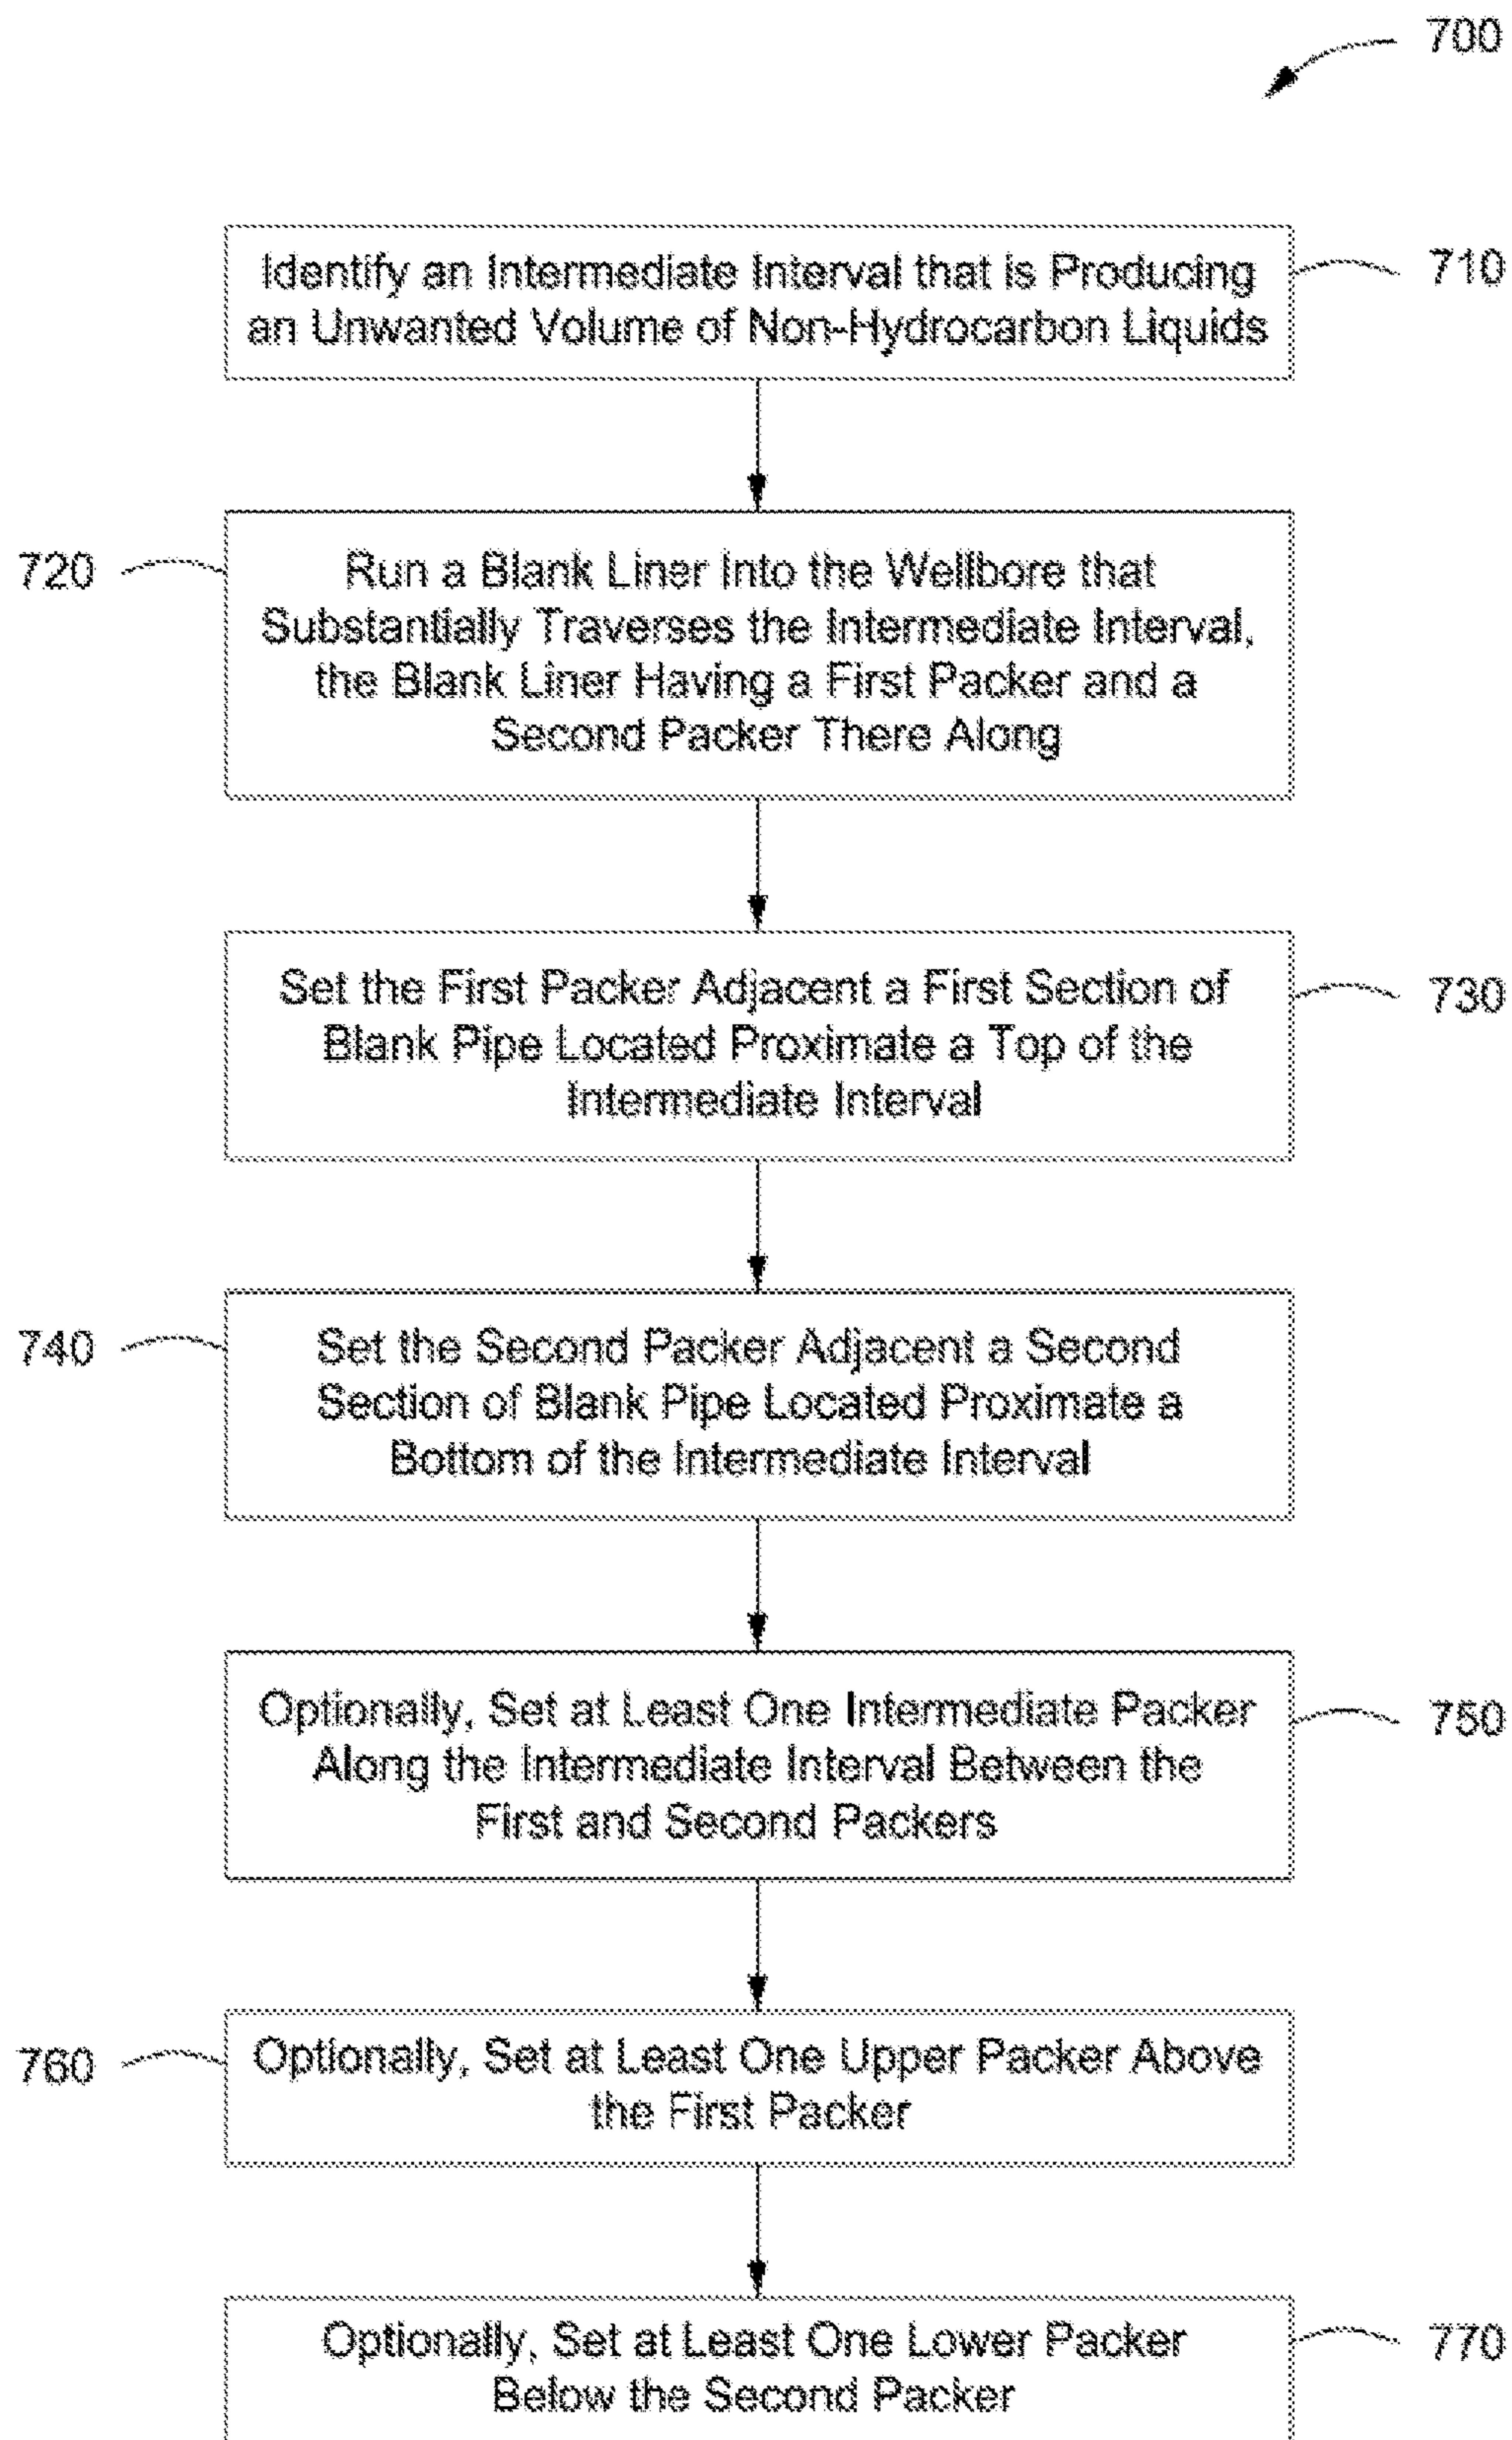 700
Identify an Intermediate Interval that is Producing
an Unwanted Volume of Non-Hydrocarbon Liquids
710
720
Run a Blank Liner Into the Wellbore that
Substantially Traverses the Intermediate Interval,
the Blank Liner Having a First Packer and a
Second Packer There Along
Set the First Packer Adjacent a First Section of
Blank Pipe Located Proximate a Top of the
Intermediate Interval
730
740
Set the Second Packer Adjacent a Second
Section of Blank Pipe Located Proximate a
Bottom of the Intermediate Interval
Optionally, Set at Least One Intermediate Packer
Along the Intermediate Interval Between the
First and Second Packers
750
760
Optionally, Set at Least One Upper Packer Above
the First Packer
Optionally, Set at Least One Lower Packer
Below the Second Packer
770